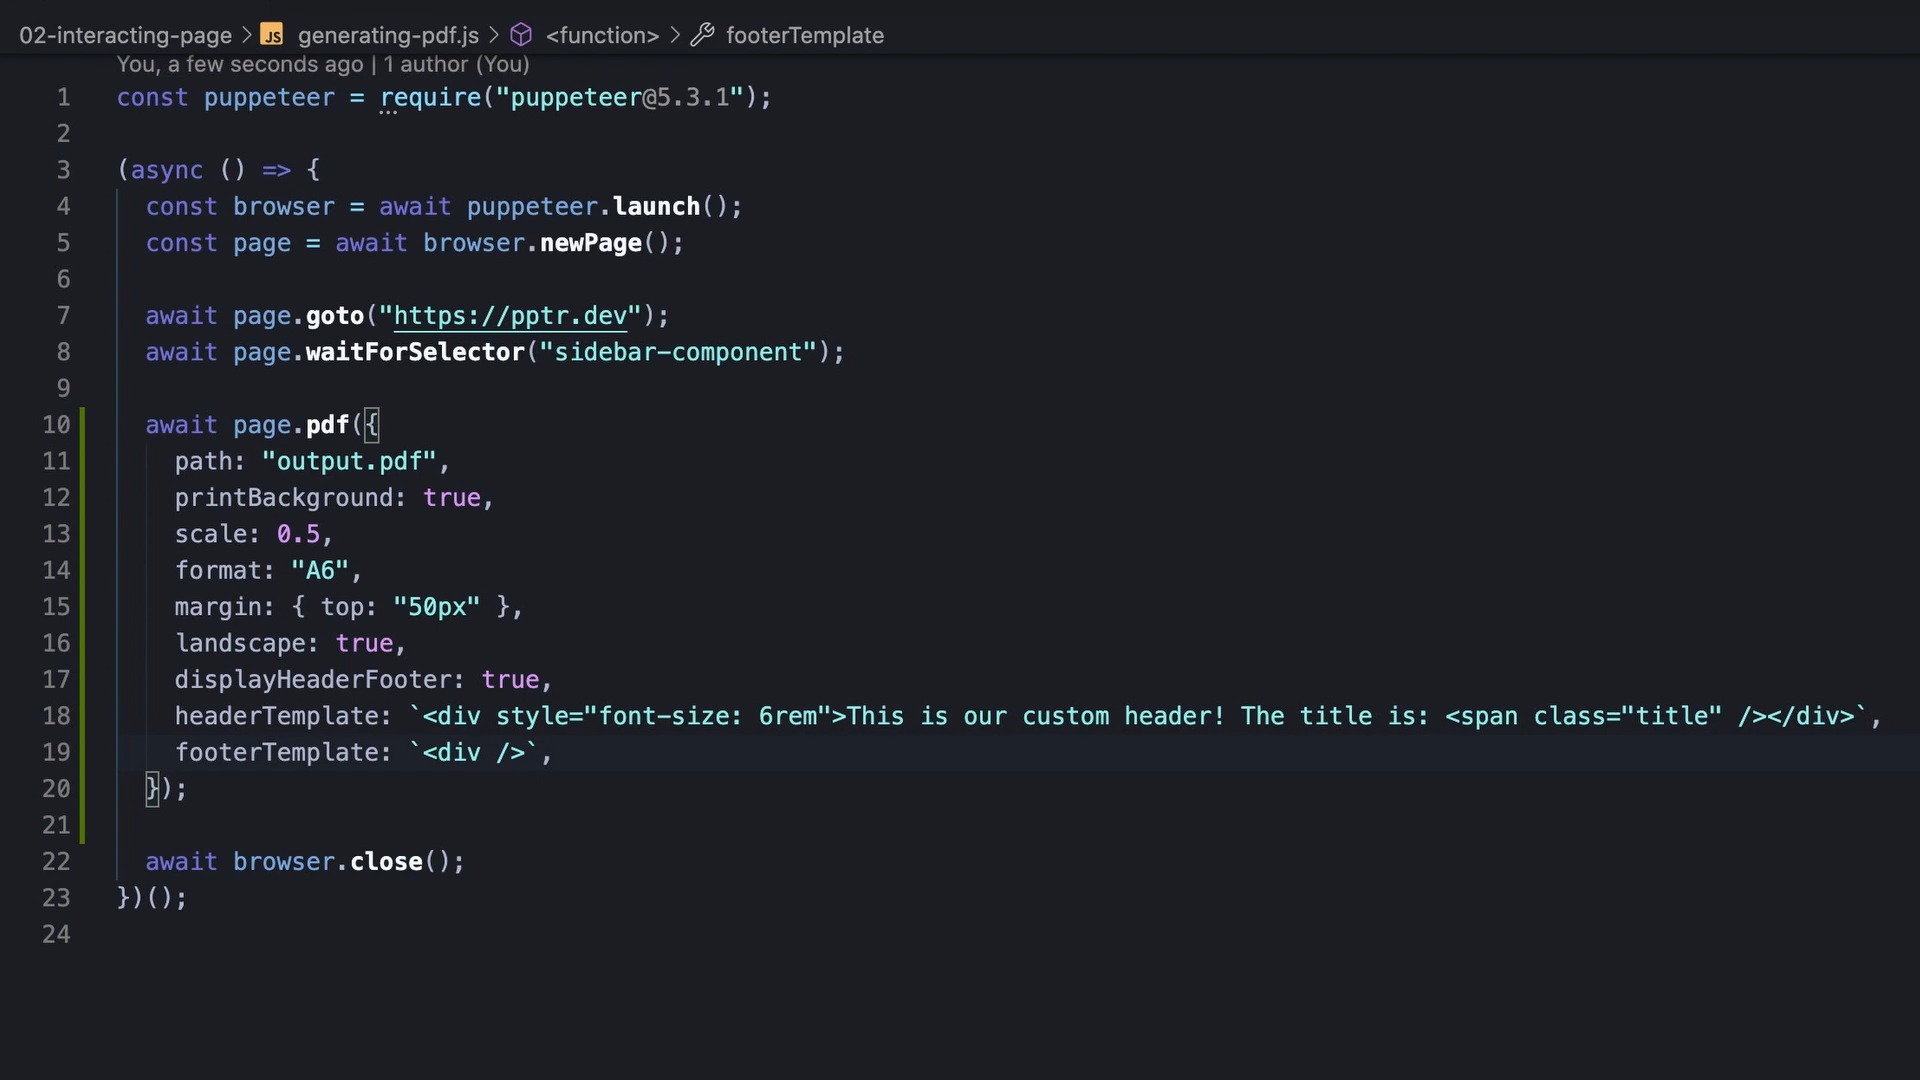 02-interacting-page > JS generating-pdf.js > <function> > footerTemplate
You, a few seconds ago | 1 author (You)
1 const puppeteer = require("puppeteer@5.3.1");
2
3 (async () => {
4   const browser = await puppeteer.launch();
5   const page = await browser.newPage();
6
7   await page.goto("https://pptr.dev");
8   await page.waitForSelector("sidebar-component");
9
10   await page.pdf({
11     path: "output.pdf",
12     printBackground: true,
13     scale: 0.5,
14     format: "A6",
15     margin: { top: "50px" },
16     landscape: true,
17     displayHeaderFooter: true,
18     headerTemplate: `<div style="font-size: 6rem">This is our custom header! The title is: <span class="title" /></div>`,
19     footerTemplate: `<div />`,
20   });
21
22   await browser.close();
23 })();
24